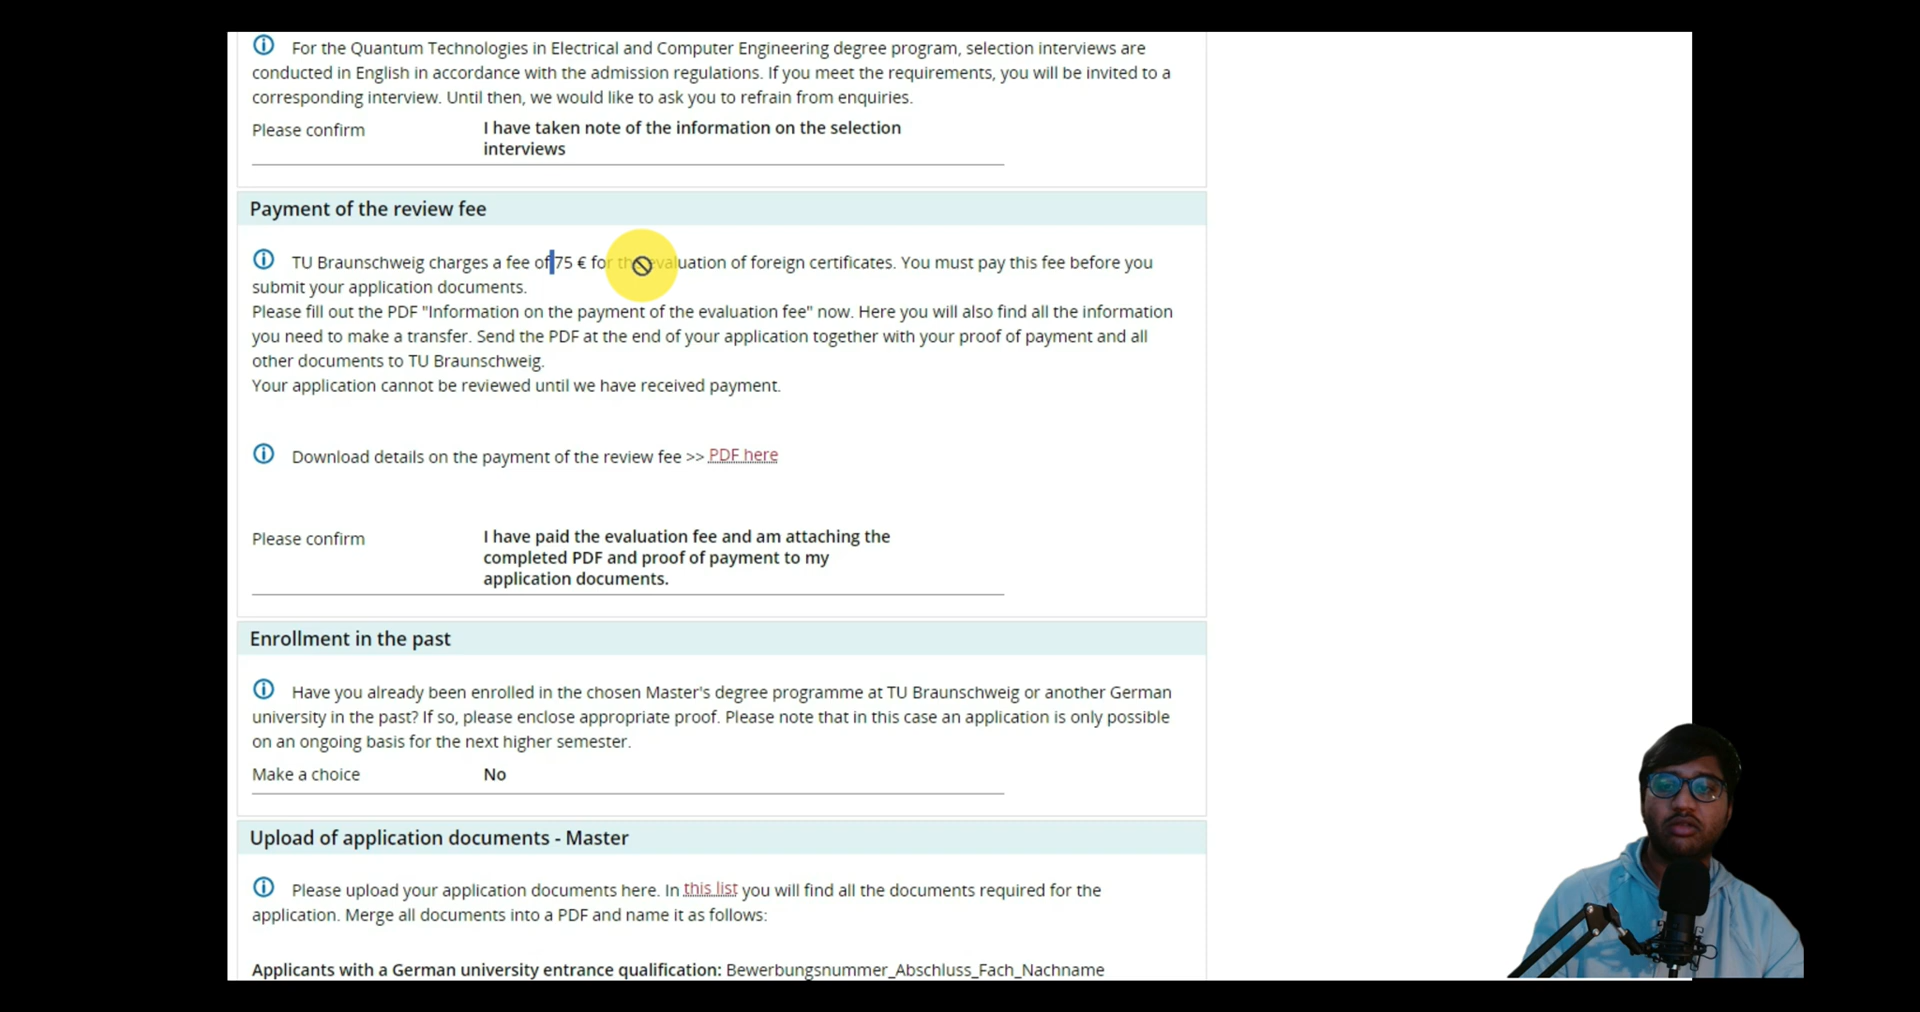 For the Quantum Technologies in Electrical and Computer Engineering degree program, selection interviews are
conducted in English in accordance with the admission regulations. If you meet the requirements, you will be invited to a
corresponding interview. Until then, we would like to ask you to refrain from enquiries.
Please confirm I have taken note of the information on the selection
interviews
Payment of the review fee
TU Braunschweig charges a fee of 75 € for the evaluation of foreign certificates. You must pay this fee before you
submit your application documents.
Please fill out the PDF "Information on the payment of the evaluation fee" now. Here you will also find all the information
you need to make a transfer. Send the PDF at the end of your application together with your proof of payment and all
other documents to TU Braunschweig.
Your application cannot be reviewed until we have received payment.
Download details on the payment of the review fee >> PDF here
Please confirm I have paid the evaluation fee and am attaching the
completed PDF and proof of payment to my
application documents.
Enrollment in the past
Have you already been enrolled in the chosen Master's degree programme at TU Braunschweig or another German
university in the past? If so, please enclose appropriate proof. Please note that in this case an application is only possible
on an ongoing basis for the next higher semester.
Make a choice No
Upload of application documents - Master
Please upload your application documents here. In this list you will find all the documents required for the
application. Merge all documents into a PDF and name it as follows:
Applicants with a German university entrance qualification: Bewerbungsnummer_Abschluss_Fach_Nachname